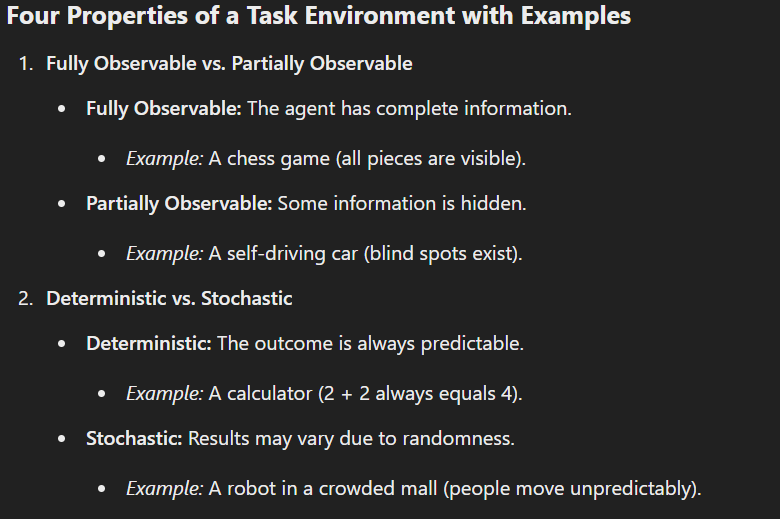 Four Properties of a Task Environment with Examples
1. Fully Observable vs. Partially Observable
• Fully Observable: The agent has complete information.
• Example: A chess game (all pieces are visible).
• Partially Observable: Some information is hidden.
• Example: A self-driving car (blind spots exist).
2. Deterministic vs. Stochastic
• Deterministic: The outcome is always predictable.
• Example: A calculator (2 + 2 always equals 4).
• Stochastic: Results may vary due to randomness.
• Example: A robot in a crowded mall (people move unpredictably).